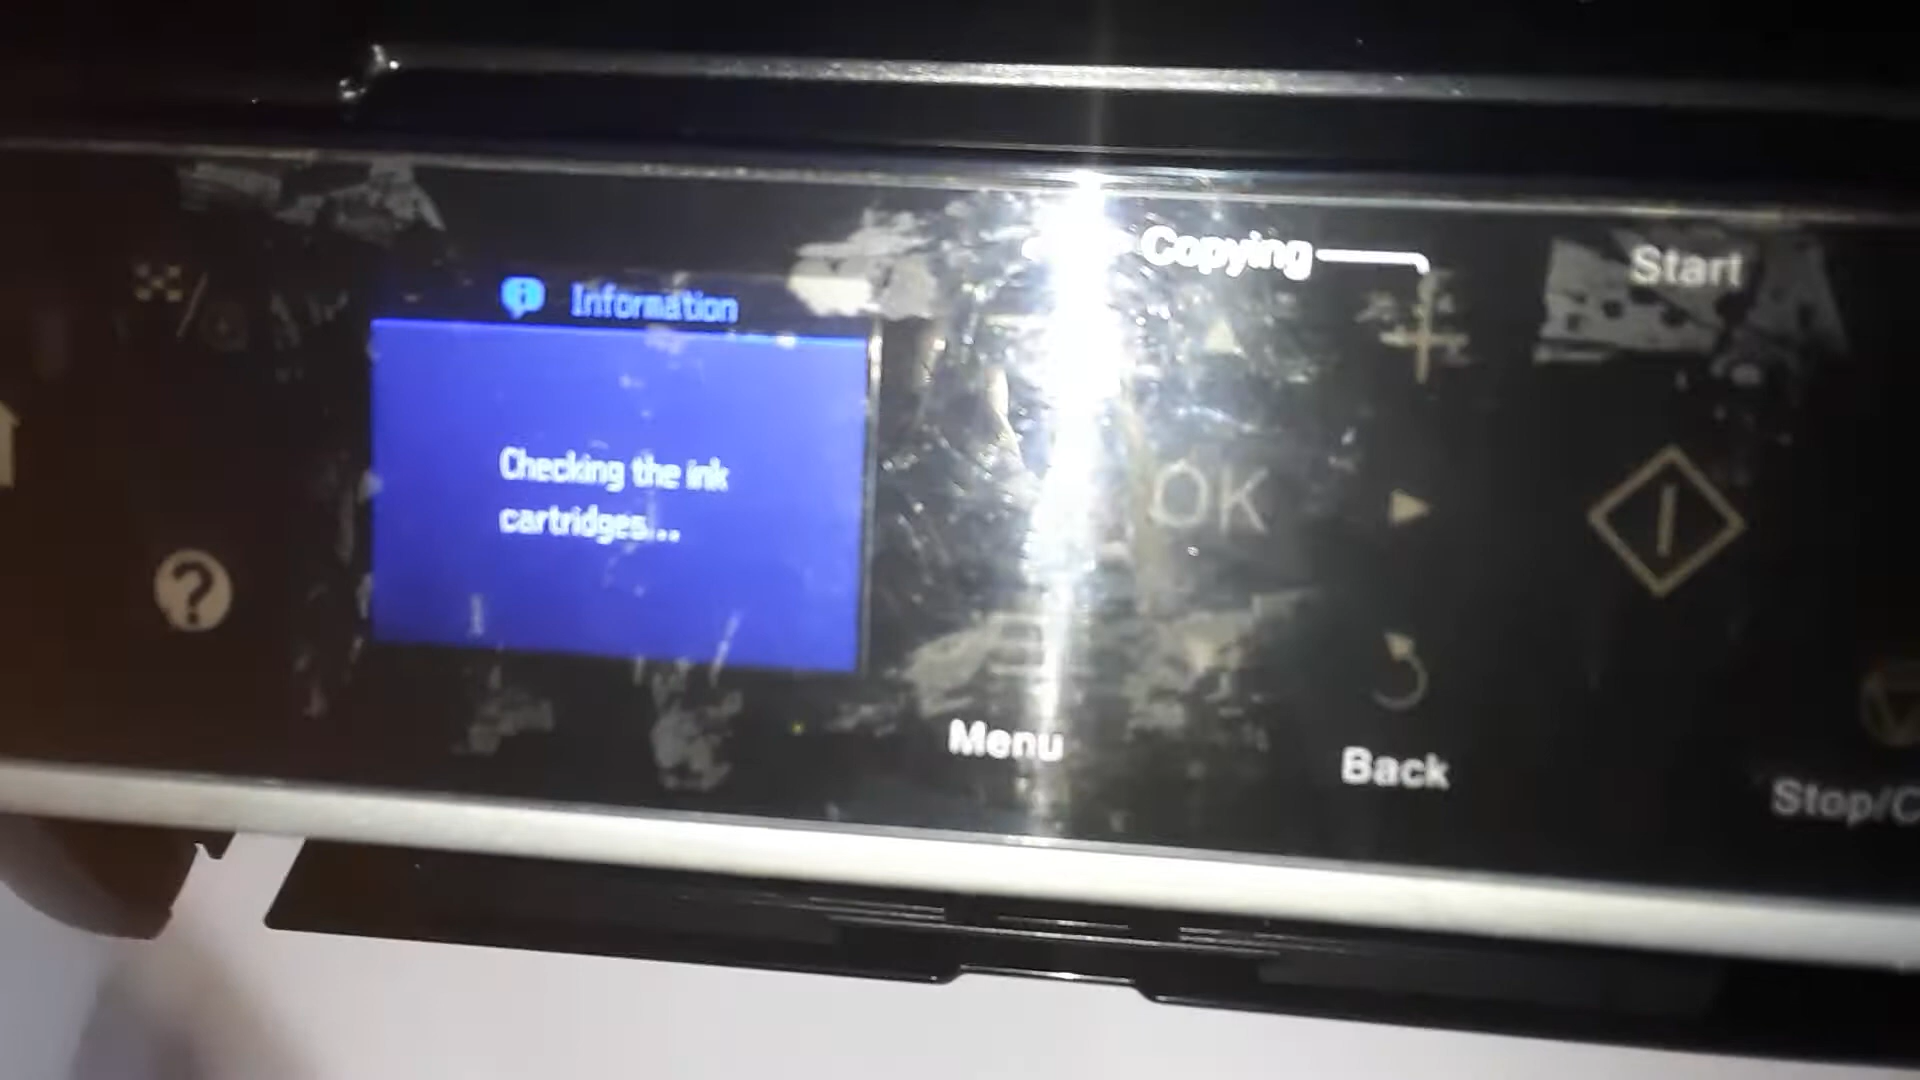 Information
Checking the ink
cartridges...
Copying
Start
OK
Menu
Back